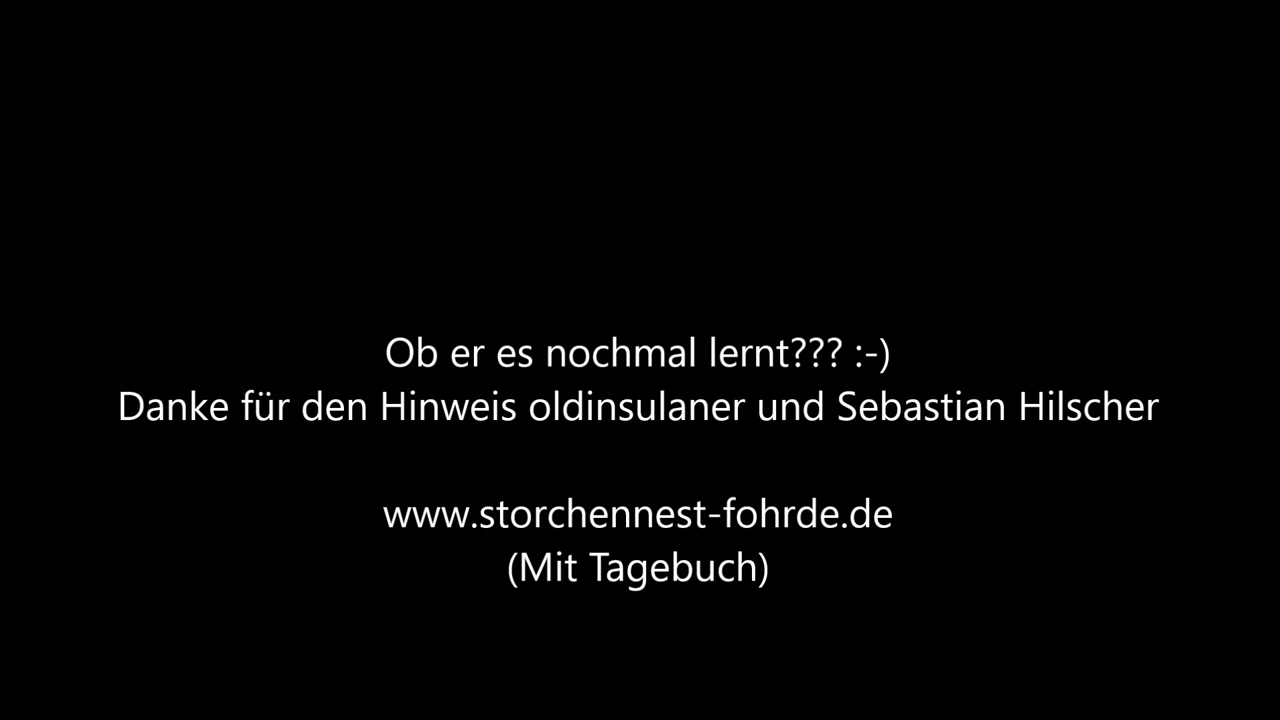 Ob er es nochmal lernt??? :-)
Danke für den Hinweis oldinsulaner und Sebastian Hilscher
www.storchennest-fohrde.de
(Mit Tagebuch)